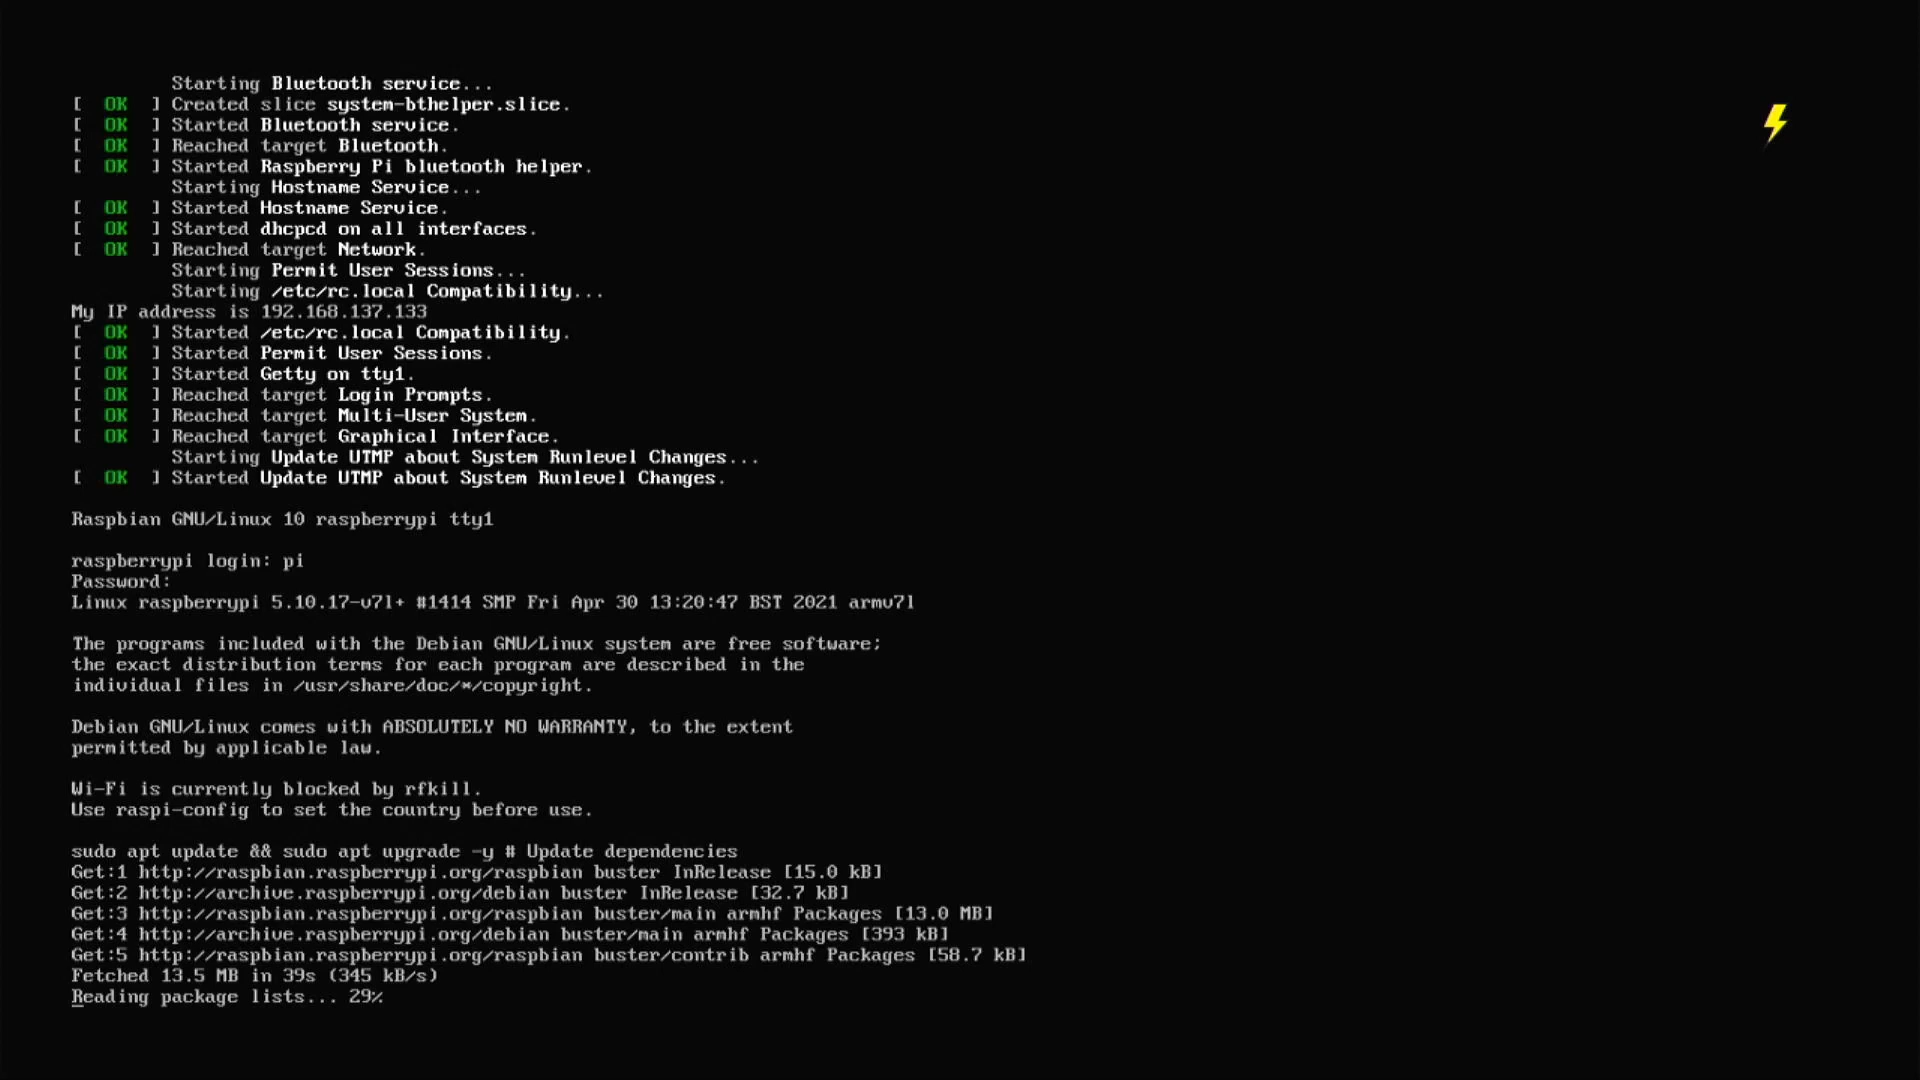 Starting Bluetooth service...
[  OK  ] Created slice system-bthelper.slice.
[  OK  ] Started Bluetooth service.
[  OK  ] Reached target Bluetooth.
[  OK  ] Started Raspberry Pi bluetooth helper.
Starting Hostname Service...
[  OK  ] Started Hostname Service.
[  OK  ] Started dhcpcd on all interfaces.
[  OK  ] Reached target Network.
Starting Permit User Sessions...
Starting /etc/rc.local Compatibility...
My IP address is 192.168.137.133
[  OK  ] Started /etc/rc.local Compatibility.
[  OK  ] Started Permit User Sessions.
[  OK  ] Started Getty on tty1.
[  OK  ] Reached target Login Prompts.
[  OK  ] Reached target Multi-User System.
[  OK  ] Reached target Graphical Interface.
Starting Update UTMP about System Runlevel Changes...
[  OK  ] Started Update UTMP about System Runlevel Changes.
Raspbian GNU/Linux 10 raspberrypi tty1
raspberrypi login: pi
Password:
Linux raspberrypi 5.10.17-v7l+ #1414 SMP Fri Apr 30 13:20:47 BST 2021 armv7l
The programs included with the Debian GNU/Linux system are free software;
the exact distribution terms for each program are described in the
individual files in /usr/share/doc/*/copyright.
Debian GNU/Linux comes with ABSOLUTELY NO WARRANTY, to the extent
permitted by applicable law.
Wi-Fi is currently blocked by rfkill.
Use raspi-config to set the country before use.
sudo apt update && sudo apt upgrade -y # Update dependencies
Get:1 http://raspbian.raspberrypi.org/raspbian buster InRelease [15.0 kB]
Get:2 http://archive.raspberrypi.org/debian buster InRelease [32.7 kB]
Get:3 http://raspbian.raspberrypi.org/raspbian buster/main armhf Packages [13.0 MB]
Get:4 http://archive.raspberrypi.org/debian buster/main armhf Packages [393 kB]
Get:5 http://raspbian.raspberrypi.org/raspbian buster/contrib armhf Packages [58.7 kB]
Fetched 13.5 MB in 39s (345 kB/s)
Reading package lists... 29%